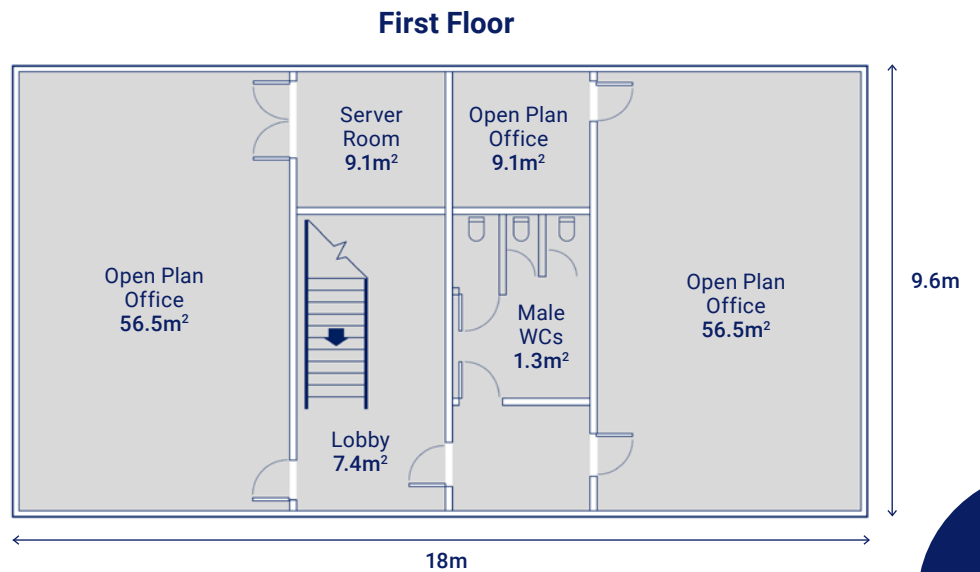 First Floor
Server
Room
9.1m²
Open Plan
Office
9.1m²
Open Plan
Office
56.5m²
Open Plan
Office
56.5m²
9.6m
Male
WCs
1.3m²
Lobby
7.4m²
18m